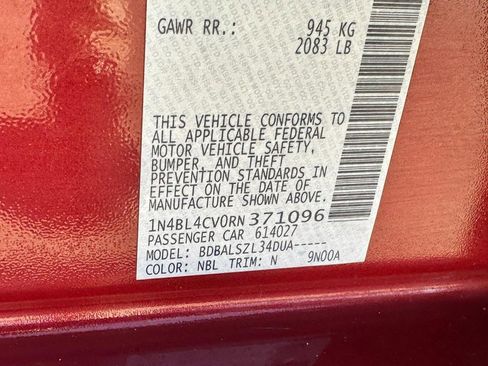 GAWR RR.: 945 KG
2083 LB
THIS VEHICLE CONFORMS TO
ALL APPLICABLE FEDERAL
MOTOR VEHICLE SAFETY,
BUMPER, AND THEFT
PREVENTION STANDARDS IN
EFFECT ON THE DATE OF
MANUFACTURE SHOWN ABOVE.
1N4BL4CV0RN371096
PASSENGER CAR 614027
MODEL: BDBALSZL34DUA-----
COLOR: NBL TRIM: N 9N00A